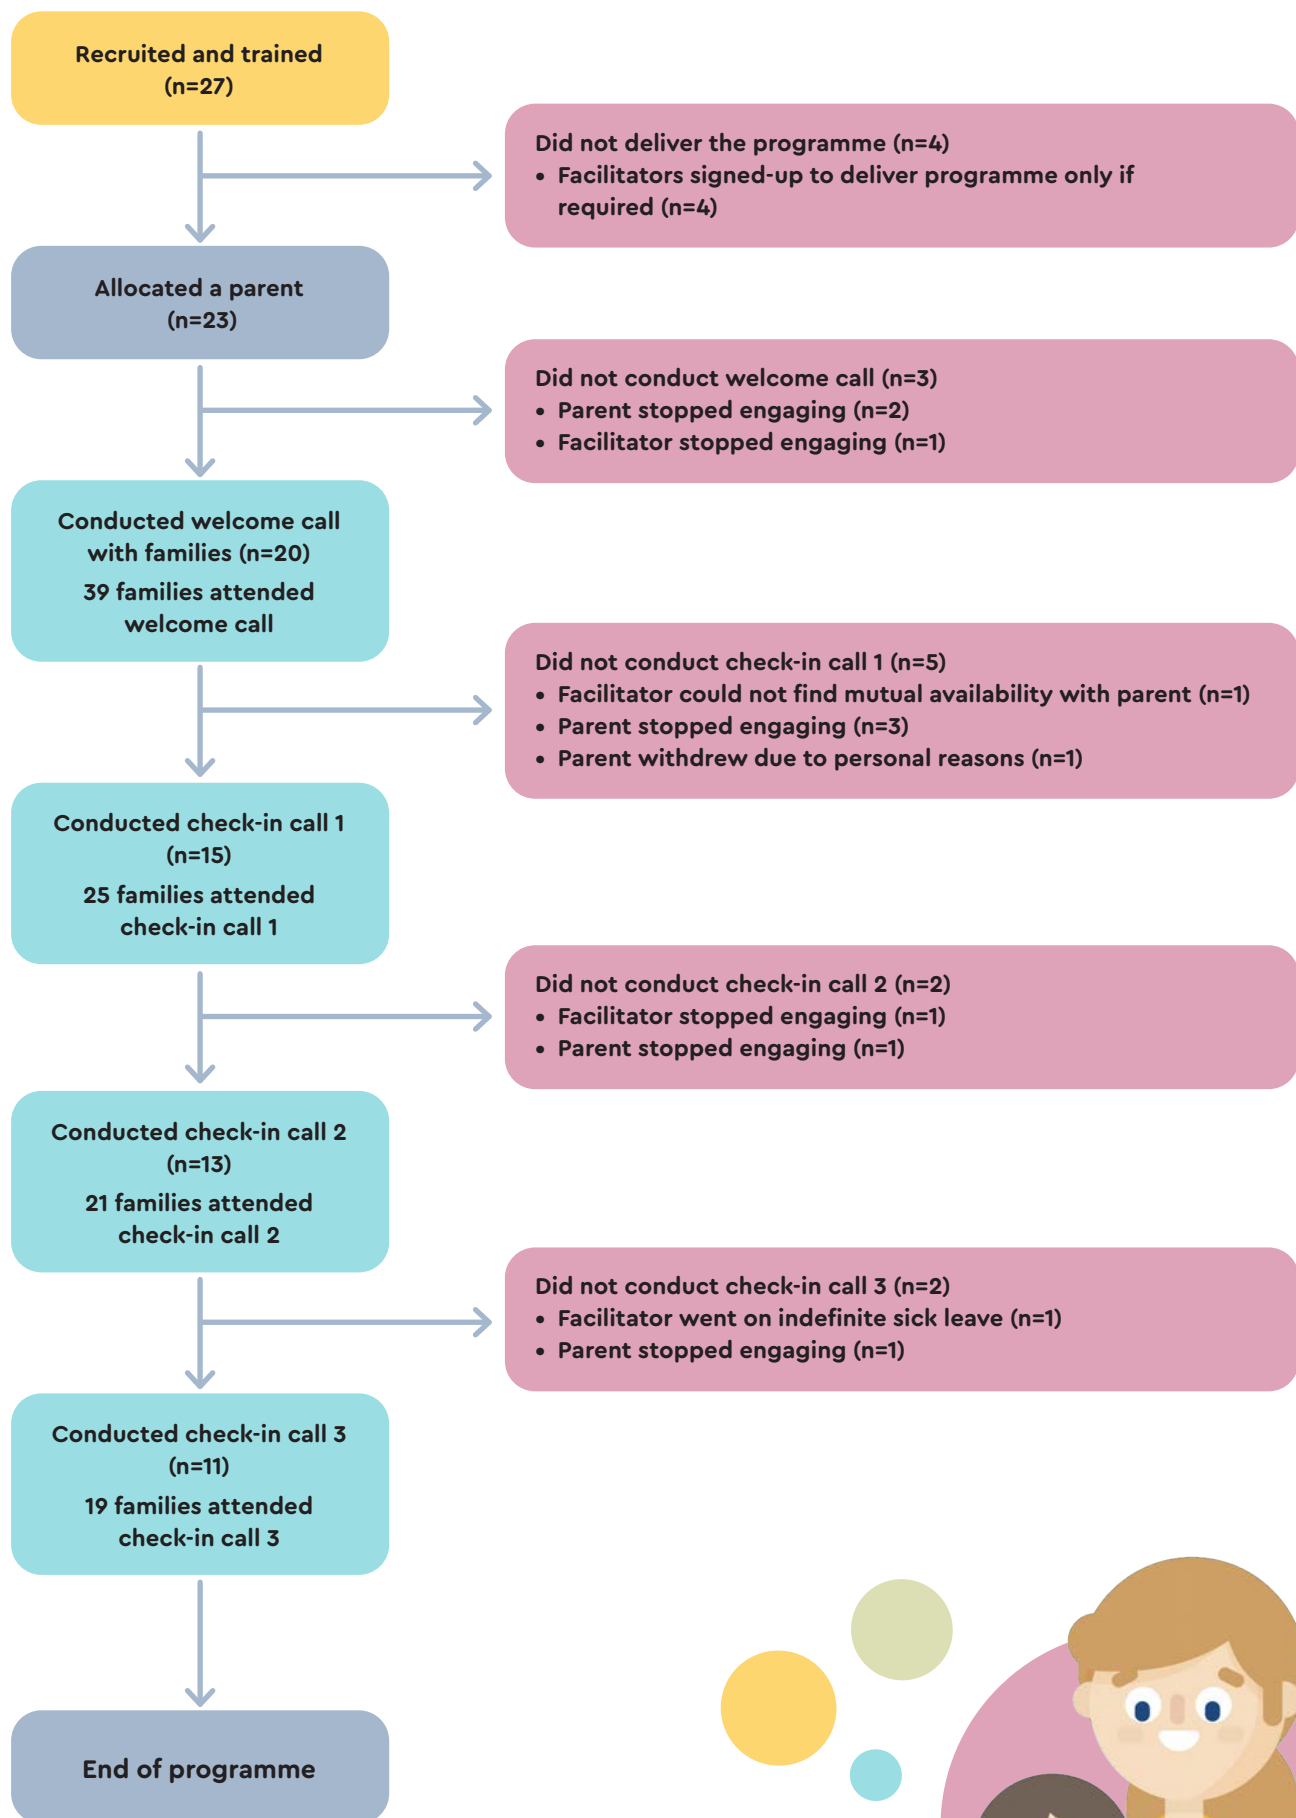 Recruited and trained
(n=27)
Did not deliver the programme (n=4)
• Facilitators signed-up to deliver programme only if
required (n=4)
Allocated a parent
(n=23)
Did not conduct welcome call (n=3)
• Parent stopped engaging (n=2)
• Facilitator stopped engaging (n=1)
Conducted welcome call
with families (n=20)
39 families attended
welcome call
Did not conduct check-in call 1 (n=5)
• Facilitator could not find mutual availability with parent (n=1)
• Parent stopped engaging (n=3)
• Parent withdrew due to personal reasons (n=1)
Conducted check-in call 1
(n=15)
25 families attended
check-in call 1
Did not conduct check-in call 2 (n=2)
• Facilitator stopped engaging (n=1)
• Parent stopped engaging (n=1)
Conducted check-in call 2
(n=13)
21 families attended
check-in call 2
Did not conduct check-in call 3 (n=2)
• Facilitator went on indefinite sick leave (n=1)
• Parent stopped engaging (n=1)
Conducted check-in call 3
(n=11)
19 families attended
check-in call 3
End of programme